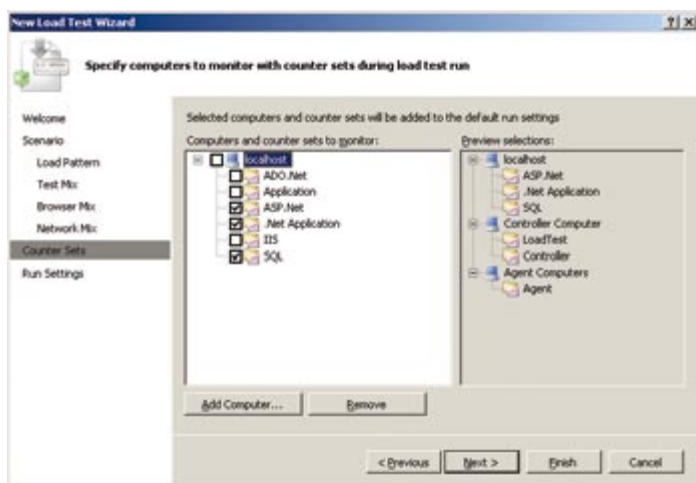 New Load Test Wizard
Specify computers to monitor with counter sets during load test run
Welcome
Scenario
Load Pattern
Test Mix
Browser Mix
Network Mix
Counter Sets
Run Settings
Selected computers and counter sets will be added to the default run settings
Computers and counter sets to monitor:
localhost
ADO.Net
Application
ASP.Net
.Net Application
IIS
SQL
Add Computer...
Remove
Preview selections:
localhost
ASP.Net
.Net Application
SQL
Controller Computer
LoadTest
Controller
Agent Computers
Agent
< Previous
Next >
Finish
Cancel